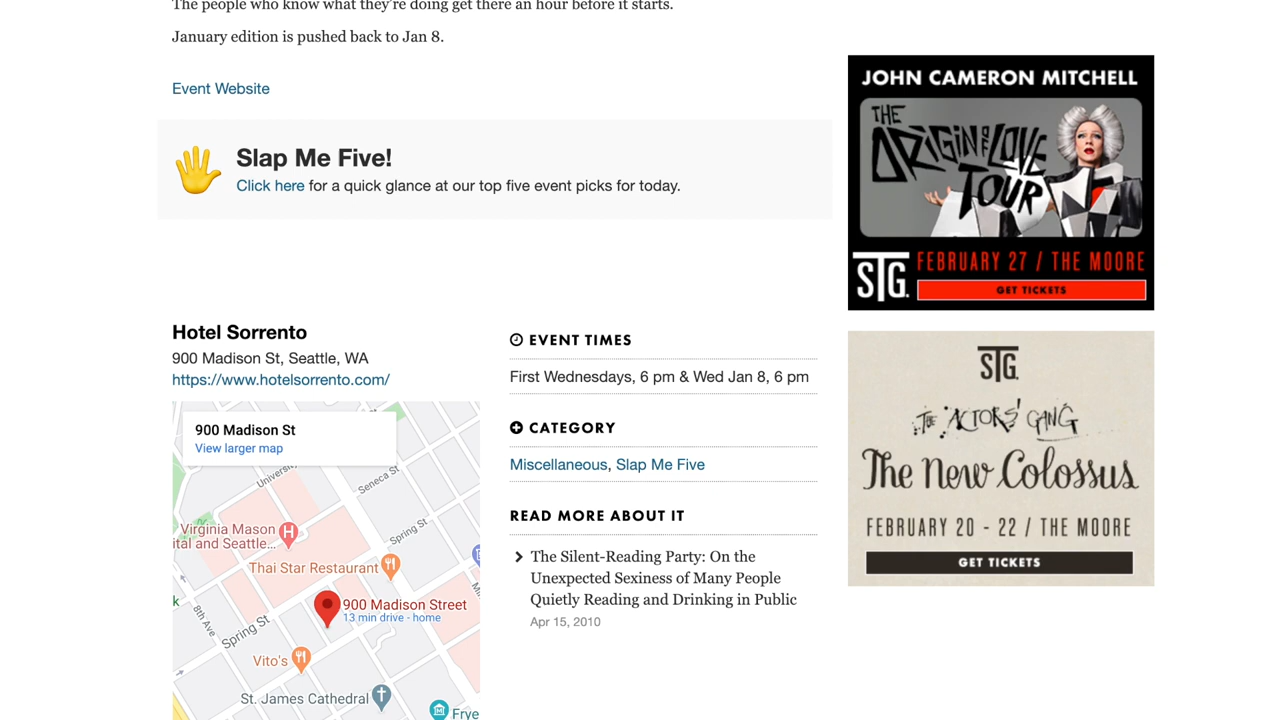 The people who know what they're doing get there an hour before it starts.
January edition is pushed back to Jan 8.
Event Website
Slap Me Five!
Click here for a quick glance at our top five event picks for today.
Hotel Sorrento
900 Madison St, Seattle, WA
https://www.hotelsorrento.com/
900 Madison St
View larger map
University
Seneca St
Virginia Mason
ital and Seattle...
Spring St
Thai Star Restaurant
k
8th Ave
Spring St
900 Madison Street
13 min drive - home
Vito's
St. James Cathedral
Frye
EVENT TIMES
First Wednesdays, 6 pm & Wed Jan 8, 6 pm
CATEGORY
Miscellaneous, Slap Me Five
READ MORE ABOUT IT
The Silent-Reading Party: On the
Unexpected Sexiness of Many People
Quietly Reading and Drinking in Public
Apr 15, 2010
JOHN CAMERON MITCHELL
THE
ORIGIN OF LOVE
TOUR
STG.
FEBRUARY 27 / THE MOORE
GET TICKETS
STG.
THE ACTORS' GANG
The New Colossus
FEBRUARY 20 - 22 / THE MOORE
GET TICKETS